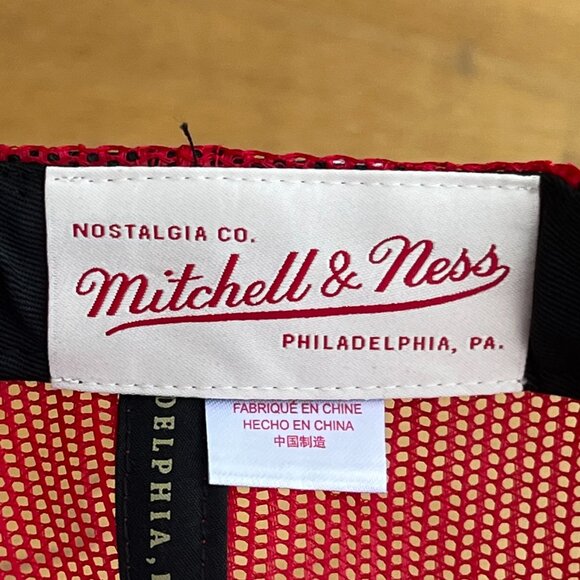 NOSTALGIA CO.
Mitchell & Ness
PHILADELPHIA, PA.
FABRIQUÉ EN CHINE
HECHO EN CHINA
中国制造